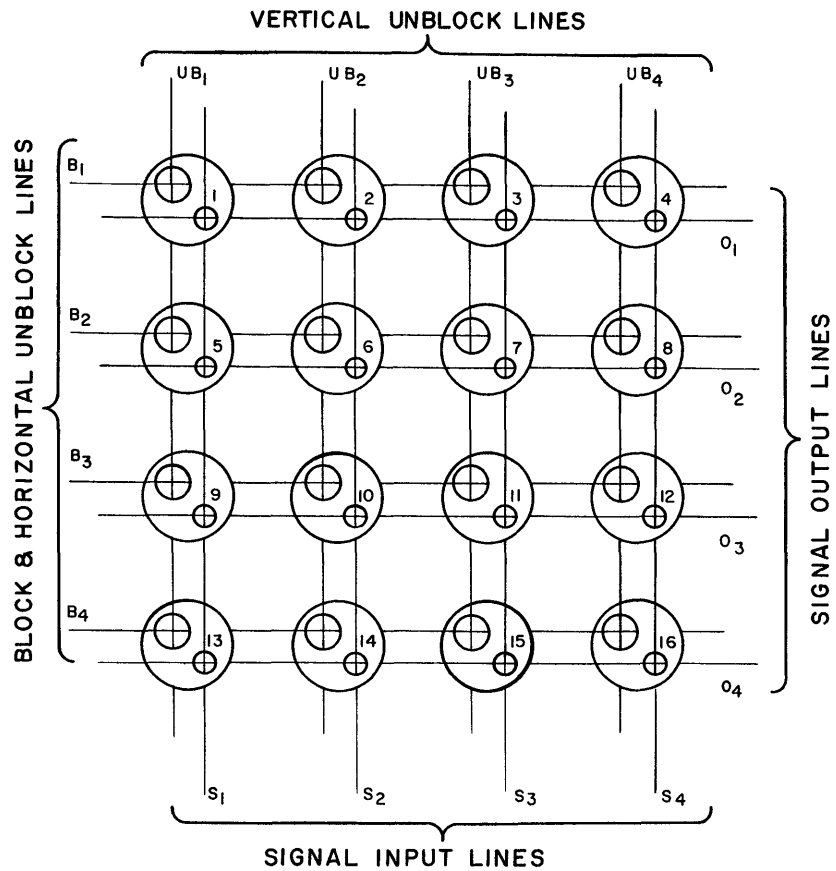 VERTICAL UNBLOCK LINES
UB1 UB2 UB3 UB4
BLOCK & HORIZONTAL UNBLOCK LINES
B1
1 2 3 4
O1
B2
5 6 7 8
O2
B3
9 10 11 12
O3
B4
13 14 15 16
O4
SIGNAL OUTPUT LINES
S1 S2 S3 S4
SIGNAL INPUT LINES